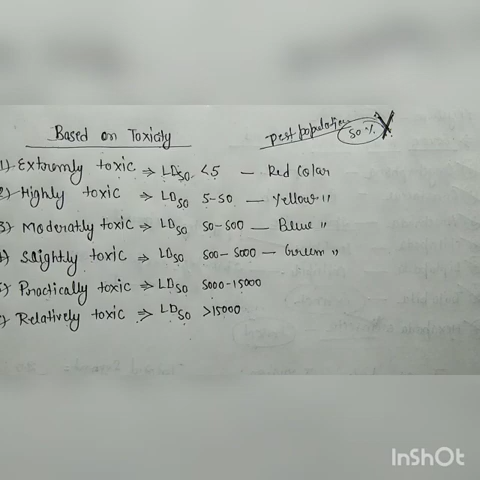 Based on Toxicity
pest population 50%
1) Extremly toxic ⇒ LD50 <5 — Red Colar
2) Highly toxic ⇒ LD50 5-50 — Yellow "
3) Moderatly toxic ⇒ LD50 50-500 — Blue "
4) Slightly toxic ⇒ LD50 500-5000 — Green "
5) Practically toxic ⇒ LD50 5000-15000
6) Relatively toxic ⇒ LD50 >15000
InShOt